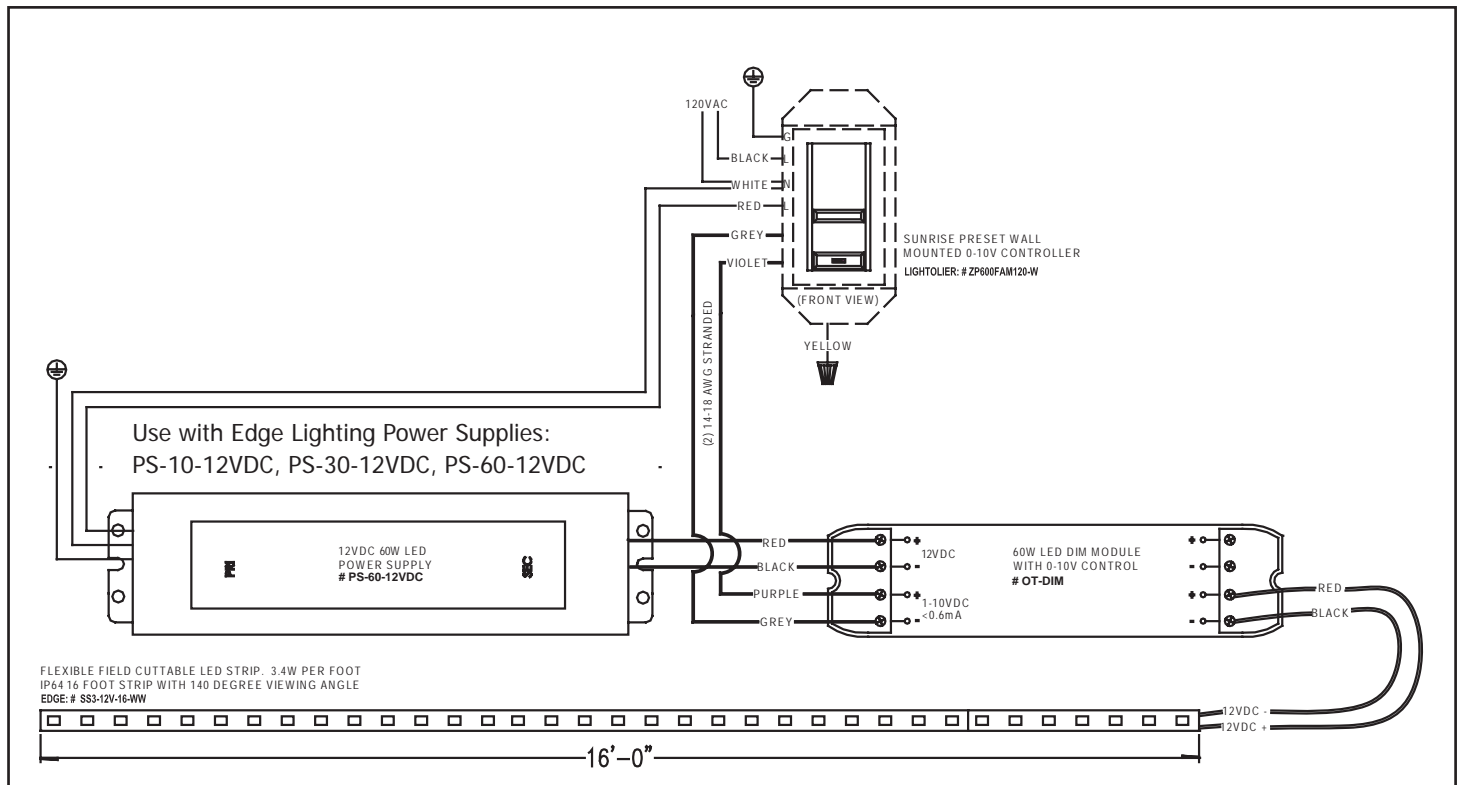 120VAC
G
BLACK L
WHITE N
RED L
GREY
VIOLET
SUNRISE PRESET WALL
MOUNTED 0-10V CONTROLLER
LIGHTOLIER: # ZP600FAM120-W
(FRONT VIEW)
YELLOW
(2) 14-18 AWG STRANDED
Use with Edge Lighting Power Supplies:
PS-10-12VDC, PS-30-12VDC, PS-60-12VDC
PRI
12VDC 60W LED
POWER SUPPLY
# PS-60-12VDC
SEC
RED
BLACK
PURPLE
GREY
+
12VDC
-
+
1-10VDC
<0.6mA
-
60W LED DIM MODULE
WITH 0-10V CONTROL
# OT-DIM
+
-
+
-
RED
BLACK
FLEXIBLE FIELD CUTTABLE LED STRIP. 3.4W PER FOOT
IP64 16 FOOT STRIP WITH 140 DEGREE VIEWING ANGLE
EDGE: # SS3-12V-16-WW
12VDC -
12VDC +
16'-0"